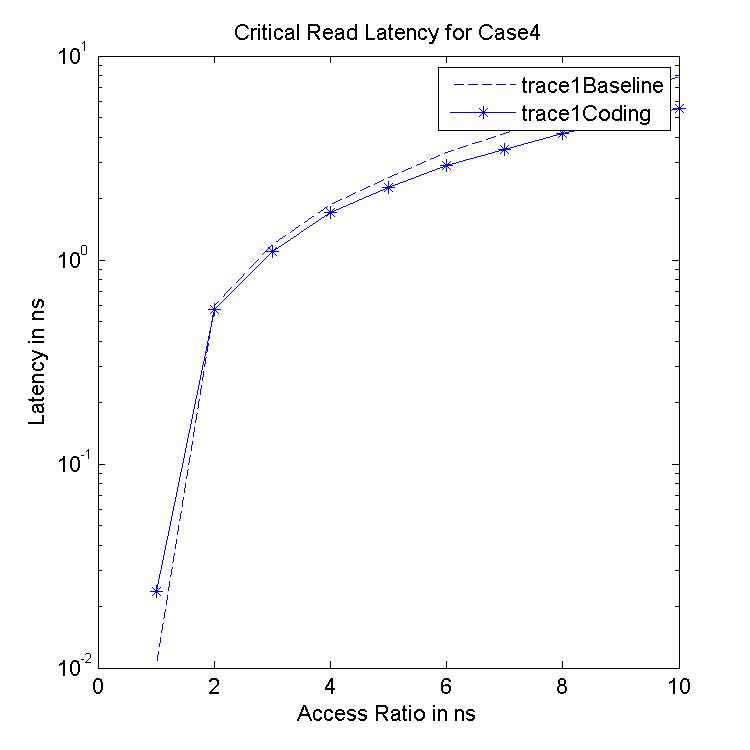 Critical Read Latency for Case4
10^1
trace1Baseline
trace1Coding
10^0
Latency in ns
10^-1
10^-2
0 2 4 6 8 10
Access Ratio in ns